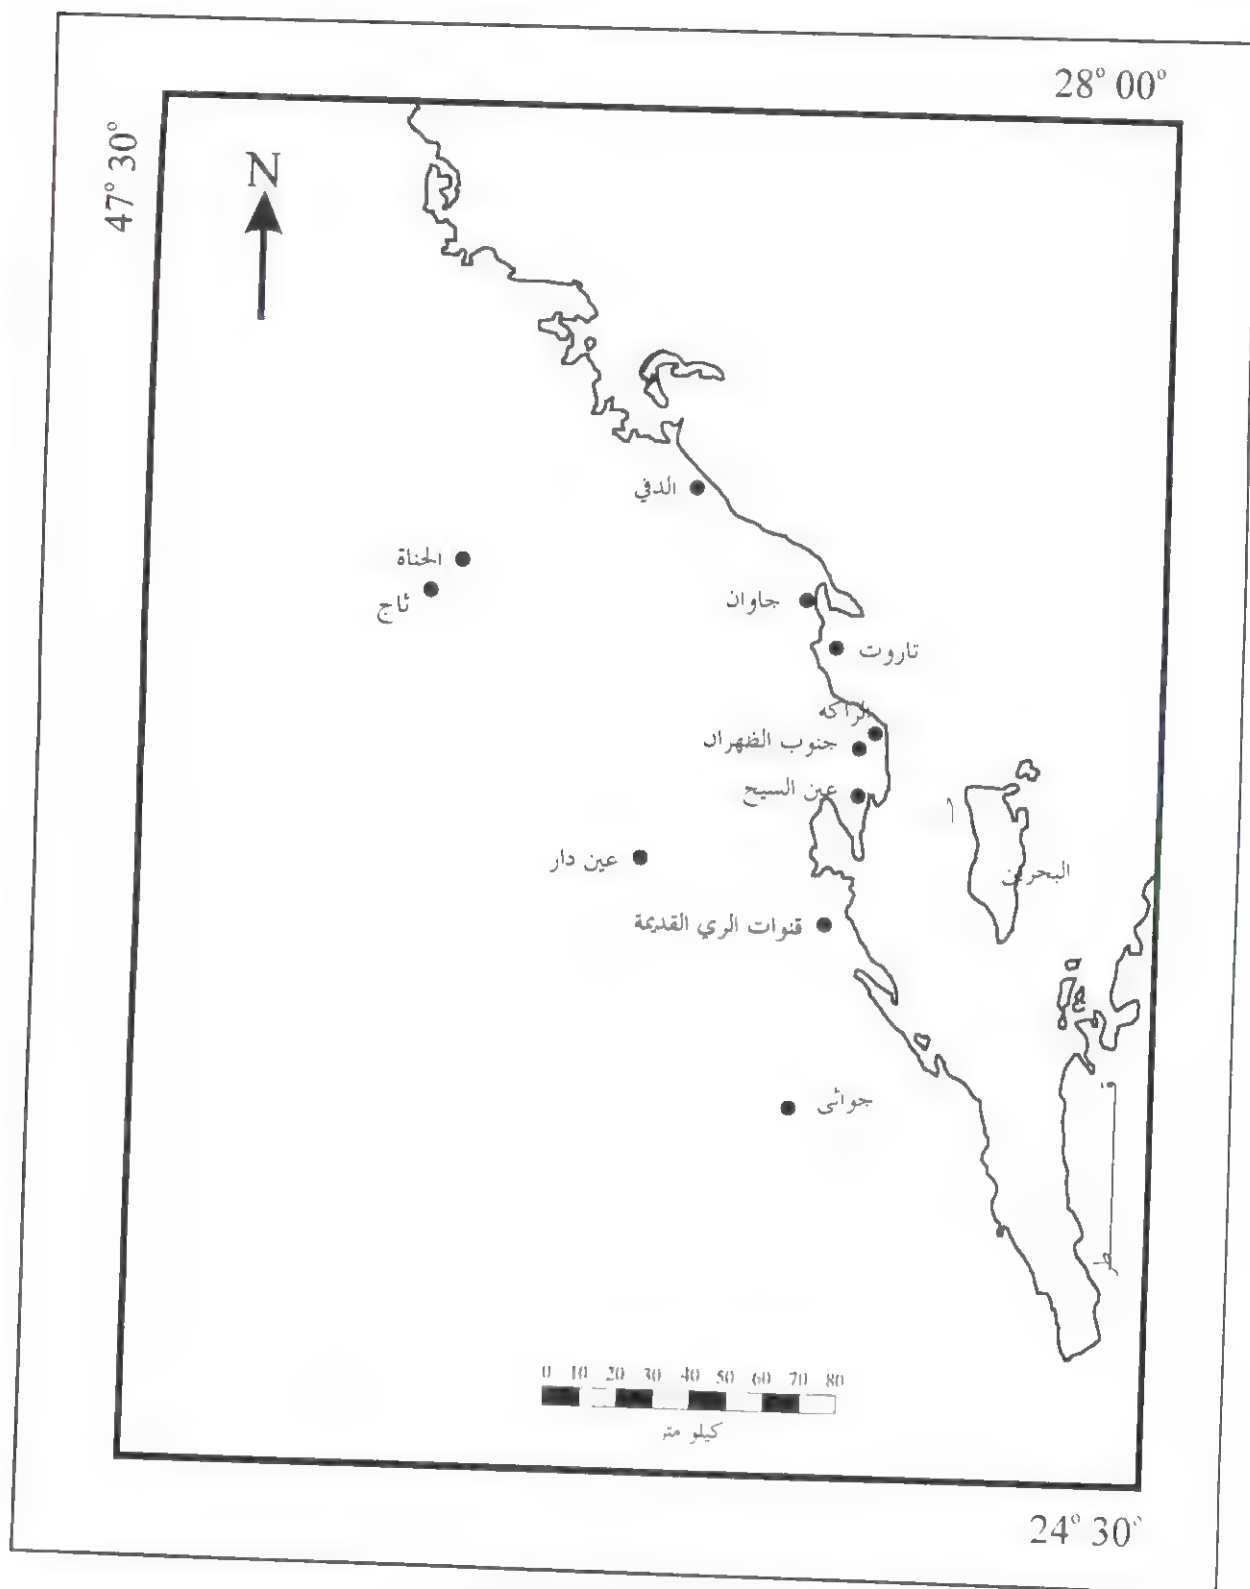 28° 00°
47° 30°
N
الدفي
الحناة
ثاج
جاوان
تاروت
الراكه
جنوب الظهران
عين السيح
البحرين
عين دار
قنوات الري القديمة
جواثى
قطر
0 10 20 30 40 50 60 70 80
كيلو متر
24° 30°